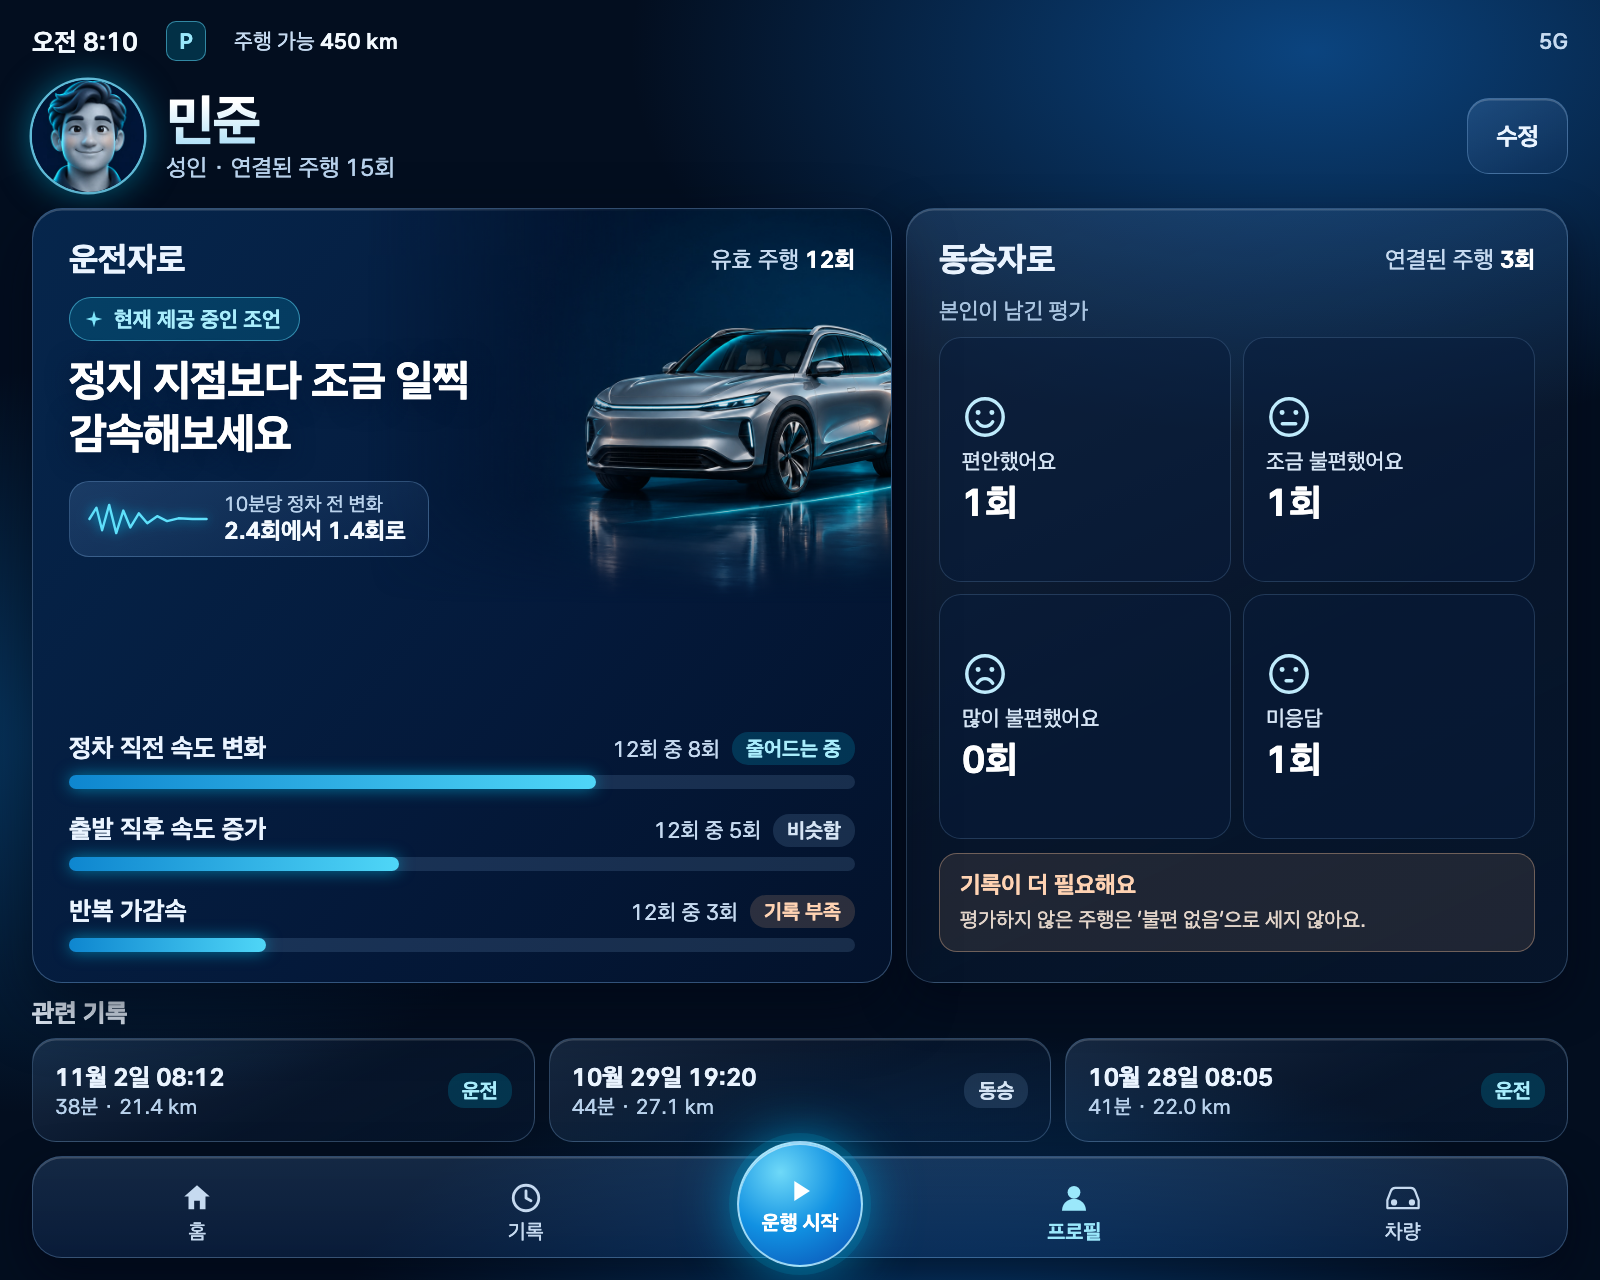 오전 8:10 P 주행 가능 450 km 5G
민준
성인 · 연결된 주행 15회
수정
운전자로 유효 주행 12회
현재 제공 중인 조언
정지 지점보다 조금 일찍
감속해보세요
10분당 정차 전 변화
2.4회에서 1.4회로
정차 직전 속도 변화 12회 중 8회 줄어드는 중
출발 직후 속도 증가 12회 중 5회 비슷함
반복 가감속 12회 중 3회 기록 부족
동승자로 연결된 주행 3회
본인이 남긴 평가
편안했어요
1회
조금 불편했어요
1회
많이 불편했어요
0회
미응답
1회
기록이 더 필요해요
평가하지 않은 주행은 ‘불편 없음’으로 세지 않아요.
관련 기록
11월 2일 08:12
38분 · 21.4 km
운전
10월 29일 19:20
44분 · 27.1 km
동승
10월 28일 08:05
41분 · 22.0 km
운전
홈
기록
운행 시작
프로필
차량